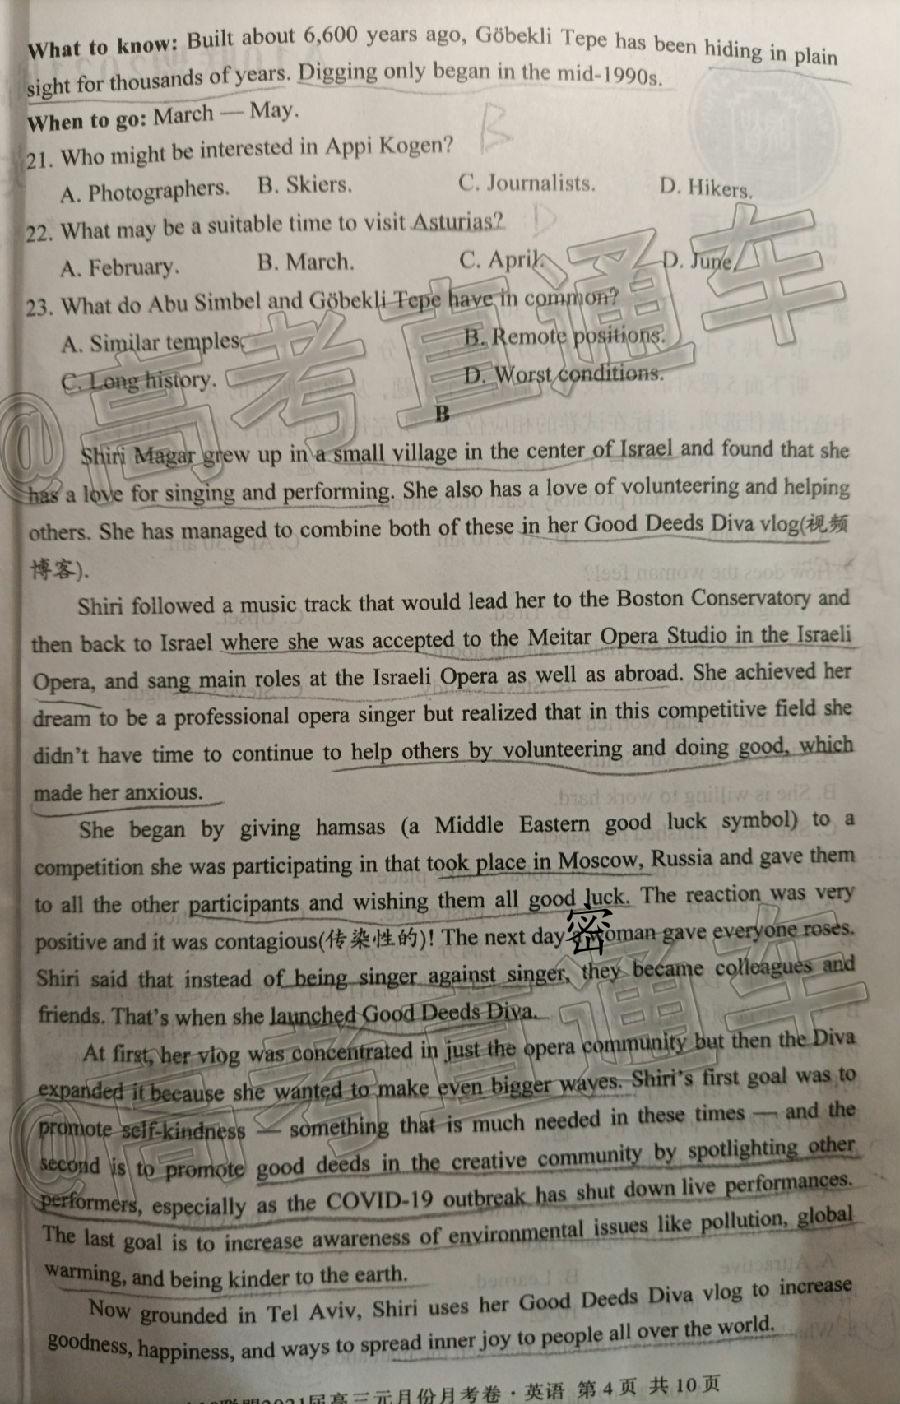 What to know: Built about 6,600 years ago, Göbekli Tepe has been hiding in plain
sight for thousands of years. Digging only began in the mid-1990s.
When to go: March — May.
21. Who might be interested in Appi Kogen?
B
A. Photographers. B. Skiers. C. Journalists. D. Hikers.
22. What may be a suitable time to visit Asturias?
D
A. February. B. March. C. April. D. June.
23. What do Abu Simbel and Göbekli Tepe have in common?
A. Similar temples. B. Remote positions.
C. Long history. D. Worst conditions.
B
Shiri Magar grew up in a small village in the center of Israel and found that she
has a love for singing and performing. She also has a love of volunteering and helping
others. She has managed to combine both of these in her Good Deeds Diva vlog(视频
博客).
Shiri followed a music track that would lead her to the Boston Conservatory and
then back to Israel where she was accepted to the Meitar Opera Studio in the Israeli
Opera, and sang main roles at the Israeli Opera as well as abroad. She achieved her
dream to be a professional opera singer but realized that in this competitive field she
didn't have time to continue to help others by volunteering and doing good, which
made her anxious.
She began by giving hamsas (a Middle Eastern good luck symbol) to a
competition she was participating in that took place in Moscow, Russia and gave them
to all the other participants and wishing them all good luck. The reaction was very
positive and it was contagious(传染性的)! The next day 密oman gave everyone roses.
Shiri said that instead of being singer against singer, they became colleagues and
friends. That's when she launched Good Deeds Diva.
At first, her vlog was concentrated in just the opera community but then the Diva
expanded it because she wanted to make even bigger waves. Shiri's first goal was to
promote self-kindness — something that is much needed in these times — and the
second is to promote good deeds in the creative community by spotlighting other
performers, especially as the COVID-19 outbreak has shut down live performances.
The last goal is to increase awareness of environmental issues like pollution, global
warming, and being kinder to the earth.
Now grounded in Tel Aviv, Shiri uses her Good Deeds Diva vlog to increase
goodness, happiness, and ways to spread inner joy to people all over the world.
联盟2021届高三元月份月考卷·英语 第4页 共10页
@高考直通车
@高考直通车